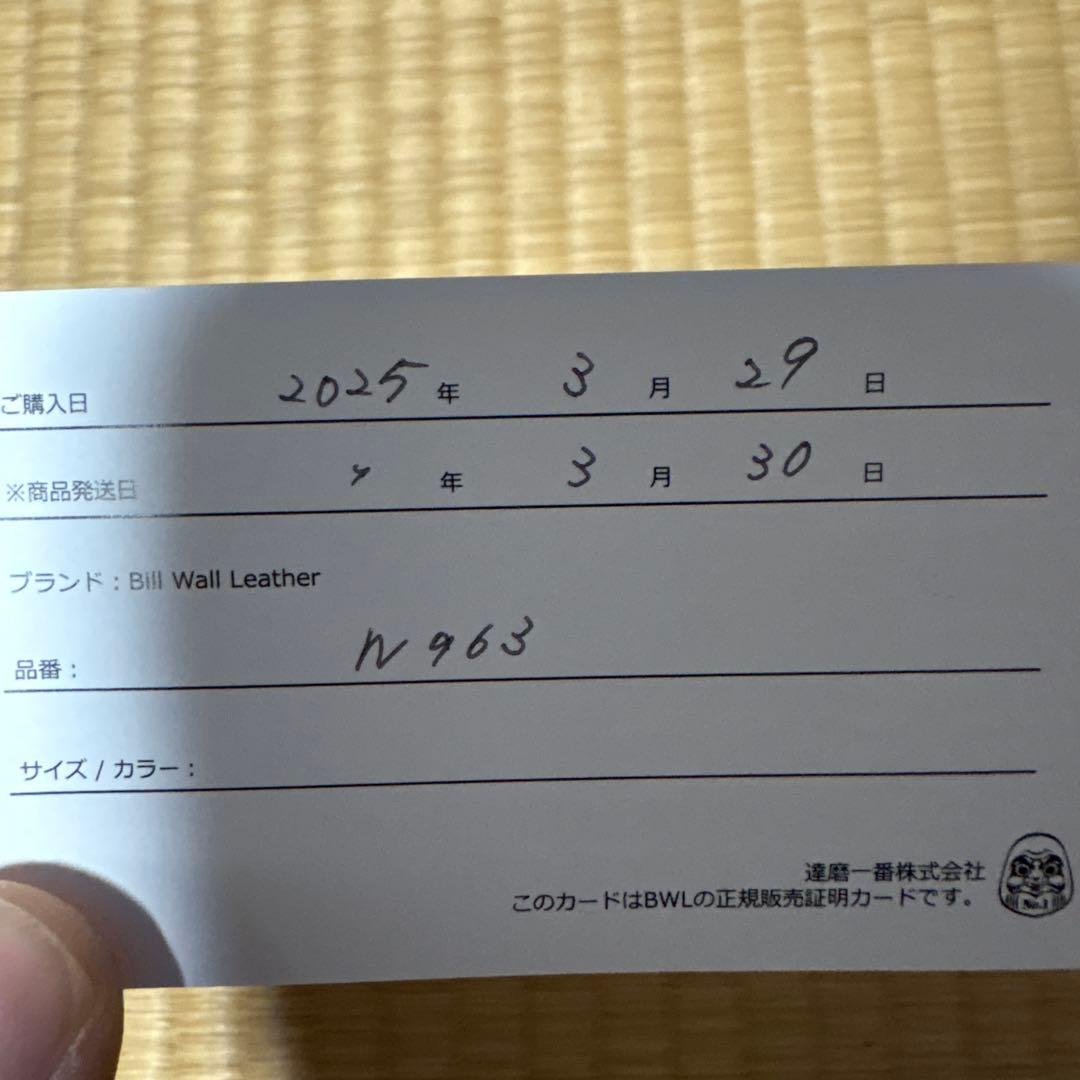 ご購入日 2025 年 3 月 29 日
※商品発送日 〃 年 3 月 30 日
ブランド：Bill Wall Leather
品番： N963
サイズ / カラー：
達磨一番株式会社
このカードはBWLの正規販売証明カードです。
No.1